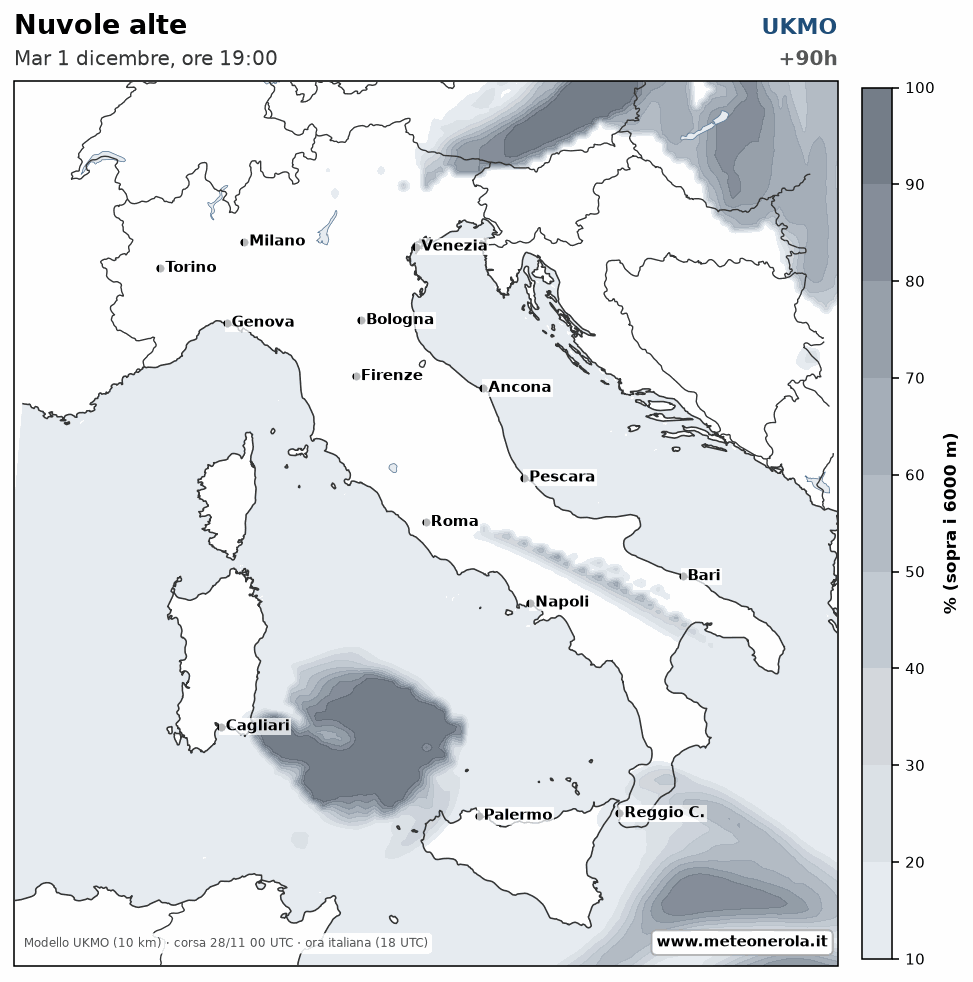 Nuvole alte
UKMO
Mar 1 dicembre, ore 19:00
+90h
100
90
80
70
60
50
40
30
20
10
% (sopra i 6000 m)
Milano
Venezia
Torino
Genova
Bologna
Firenze
Ancona
Pescara
Roma
Bari
Napoli
Cagliari
Palermo
Reggio C.
Modello UKMO (10 km) · corsa 28/11 00 UTC · ora italiana (18 UTC)
www.meteonerola.it